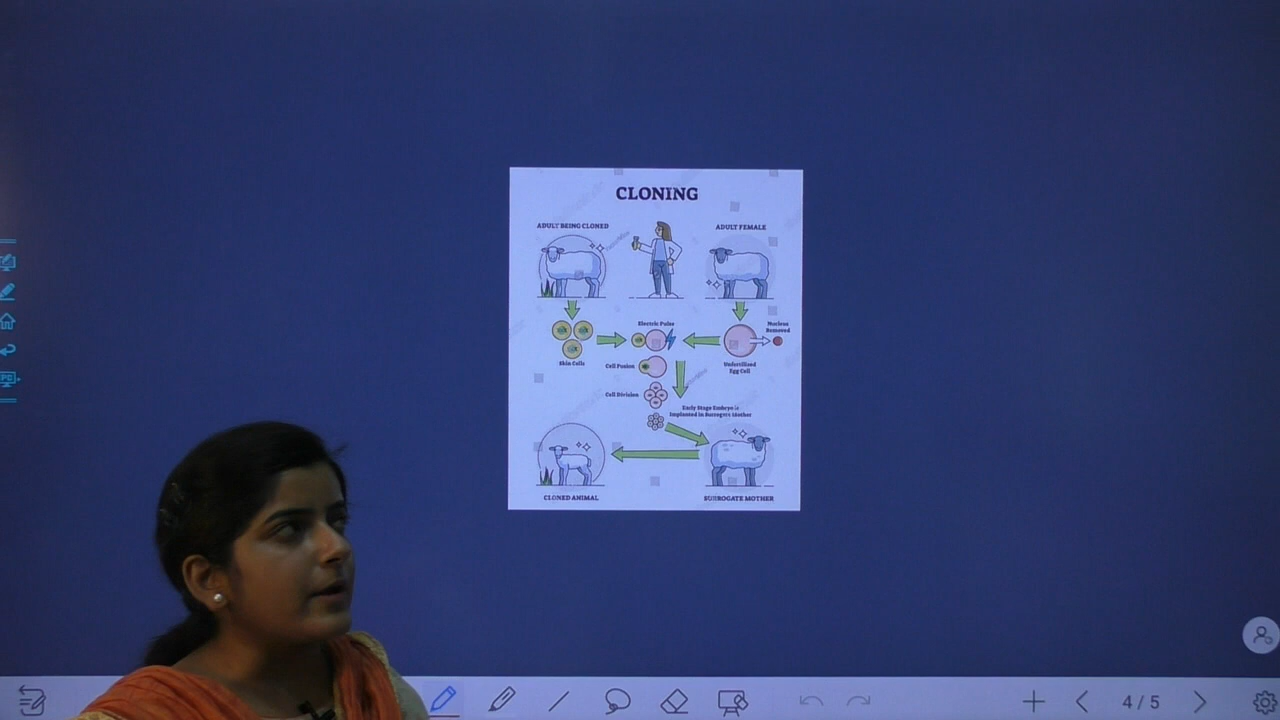 CLONING
ADULT BEING CLONED
ADULT FEMALE
Electric Pulse
Nucleus
Removed
Skin Cells
Unfertilized
Egg Cell
Cell Fusion
Cell Division
Early Stage Embryo is
Implanted in Surrogate Mother
CLONED ANIMAL
SURROGATE MOTHER
4/5